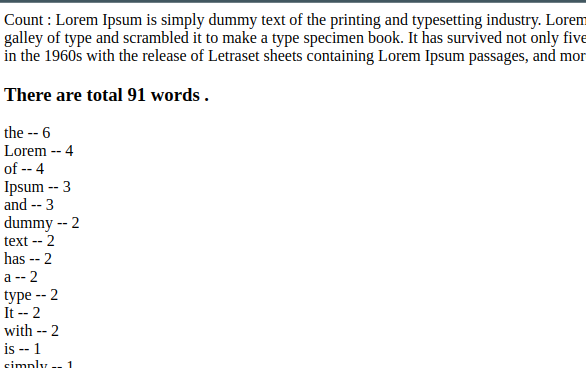 Count : Lorem Ipsum is simply dummy text of the printing and typesetting industry. Lorem
galley of type and scrambled it to make a type specimen book. It has survived not only five
in the 1960s with the release of Letraset sheets containing Lorem Ipsum passages, and mor
There are total 91 words .
the -- 6
Lorem -- 4
of -- 4
Ipsum -- 3
and -- 3
dummy -- 2
text -- 2
has -- 2
a -- 2
type -- 2
It -- 2
with -- 2
is -- 1
simply -- 1